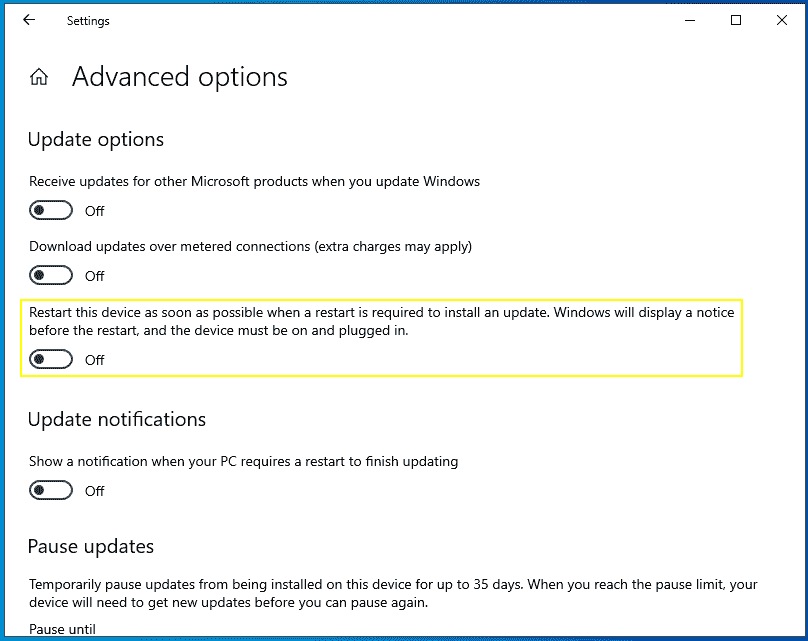 Settings
Advanced options
Update options
Receive updates for other Microsoft products when you update Windows
Off
Download updates over metered connections (extra charges may apply)
Off
Restart this device as soon as possible when a restart is required to install an update. Windows will display a notice
before the restart, and the device must be on and plugged in.
Off
Update notifications
Show a notification when your PC requires a restart to finish updating
Off
Pause updates
Temporarily pause updates from being installed on this device for up to 35 days. When you reach the pause limit, your
device will need to get new updates before you can pause again.
Pause until